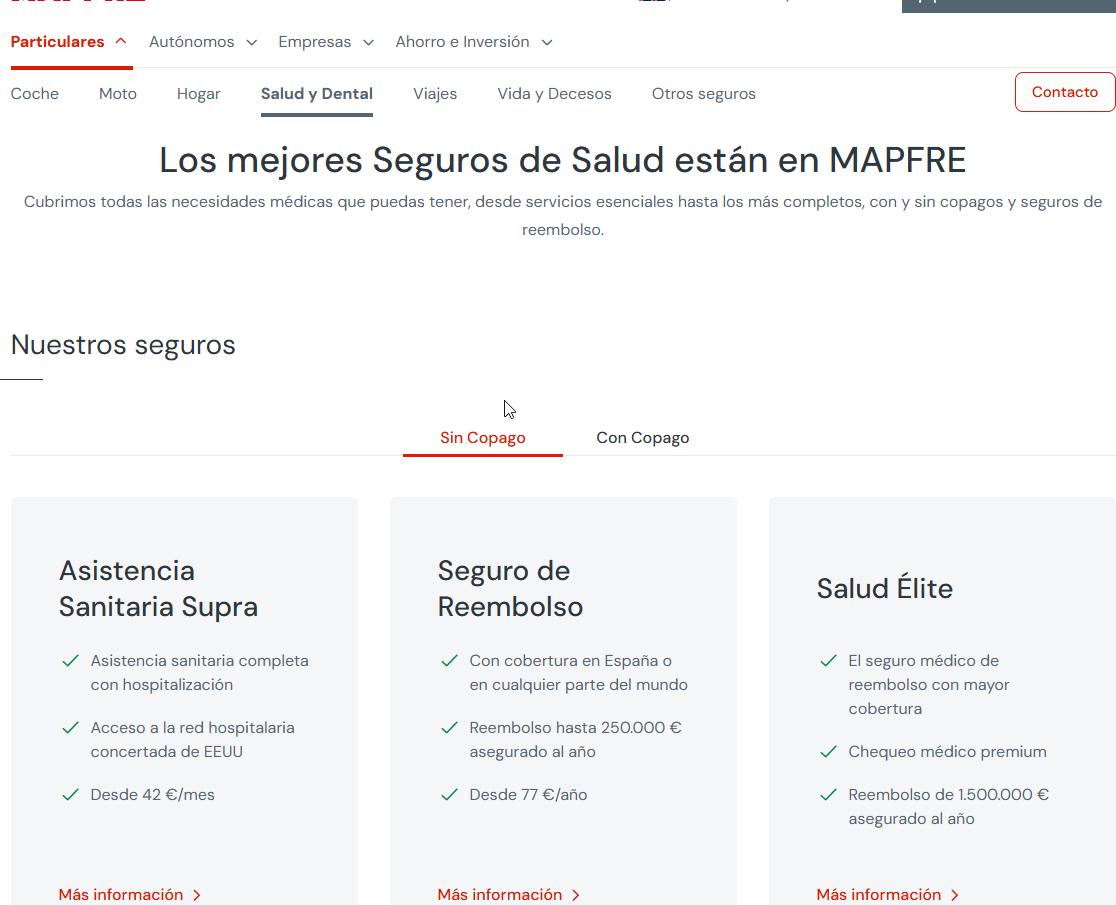 Particulares Autónomos Empresas Ahorro e Inversión
Coche Moto Hogar Salud y Dental Viajes Vida y Decesos Otros seguros Contacto
Los mejores Seguros de Salud están en MAPFRE
Cubrimos todas las necesidades médicas que puedas tener, desde servicios esenciales hasta los más completos, con y sin copagos y seguros de
reembolso.
Nuestros seguros
Sin Copago Con Copago
Asistencia
Sanitaria Supra
Asistencia sanitaria completa
con hospitalización
Acceso a la red hospitalaria
concertada de EEUU
Desde 42 €/mes
Más información
Seguro de
Reembolso
Con cobertura en España o
en cualquier parte del mundo
Reembolso hasta 250.000 €
asegurado al año
Desde 77 €/año
Más información
Salud Élite
El seguro médico de
reembolso con mayor
cobertura
Chequeo médico premium
Reembolso de 1.500.000 €
asegurado al año
Más información